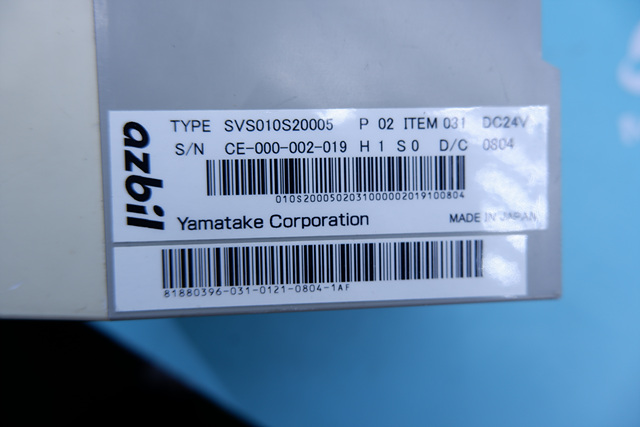 azbil
TYPE SVS010S20005 P 02 ITEM 031 DC24V
S/N CE-000-002-019 H 1 S 0 D/C 0804
010S2000502031000002019100804
Yamatake Corporation MADE IN JAPAN
81880396-031-0121-0804-1AF